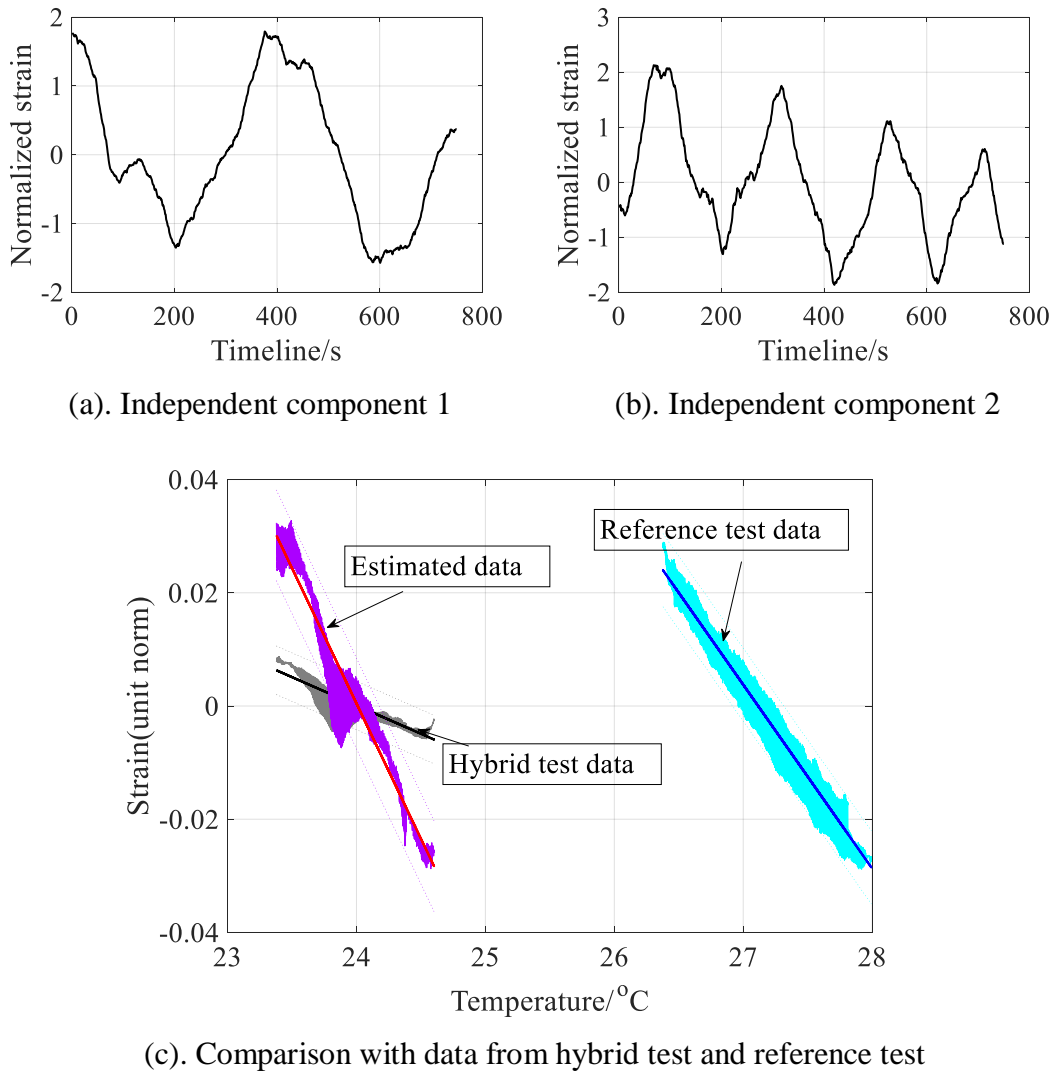 2
1
0
-1
-2
0
200
400
600
800
Normalized strain
Timeline/s
(a). Independent component 1
3
2
1
0
-1
-2
0
200
400
600
800
Normalized strain
Timeline/s
(b). Independent component 2
0.04
0.02
0
-0.02
-0.04
23
24
25
26
27
28
Strain(unit norm)
Estimated data
Reference test data
Hybrid test data
Temperature/°C
(c). Comparison with data from hybrid test and reference test